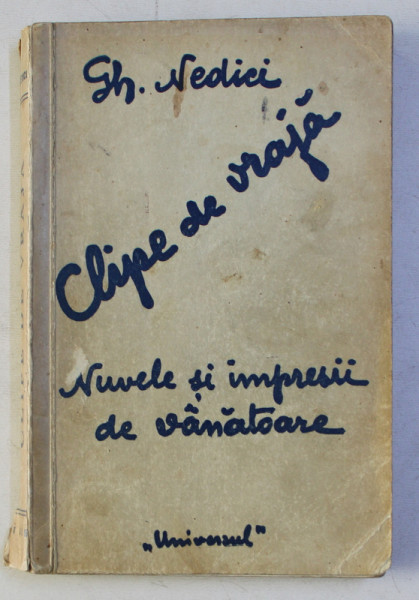 Gh. Nedici
Clipe de vrajă
Nuvele și impresii
de vânătoare
„Universul"